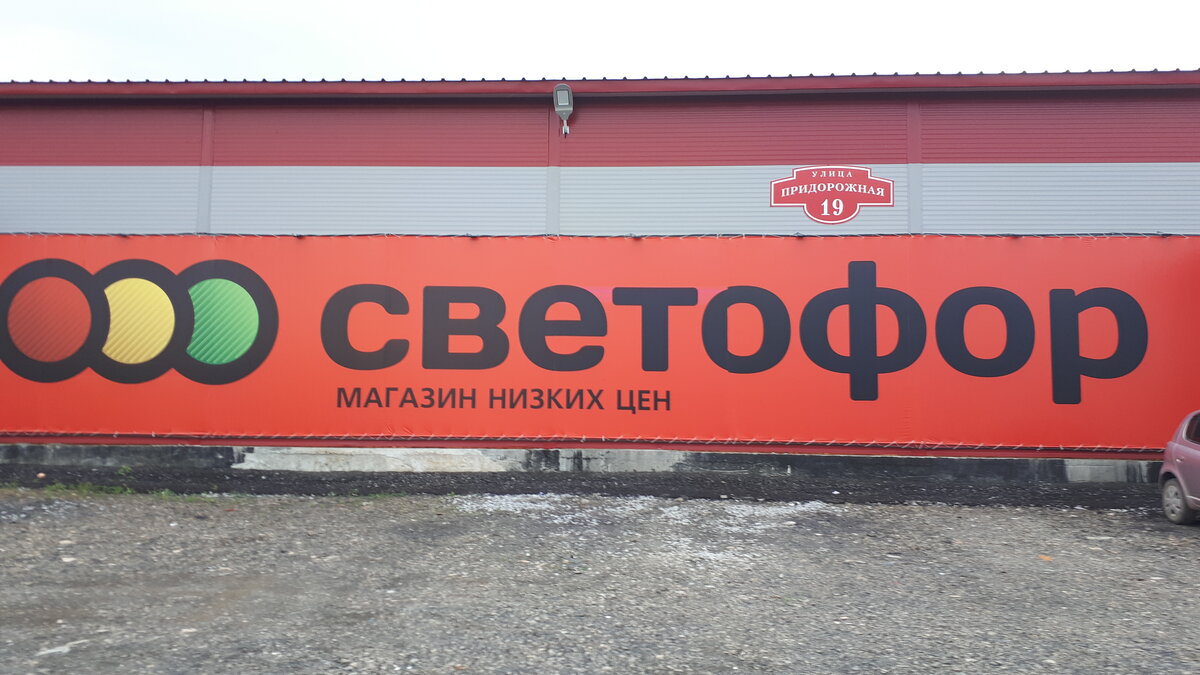 УЛИЦА
ПРИДОРОЖНАЯ
19
светофор
МАГАЗИН НИЗКИХ ЦЕН